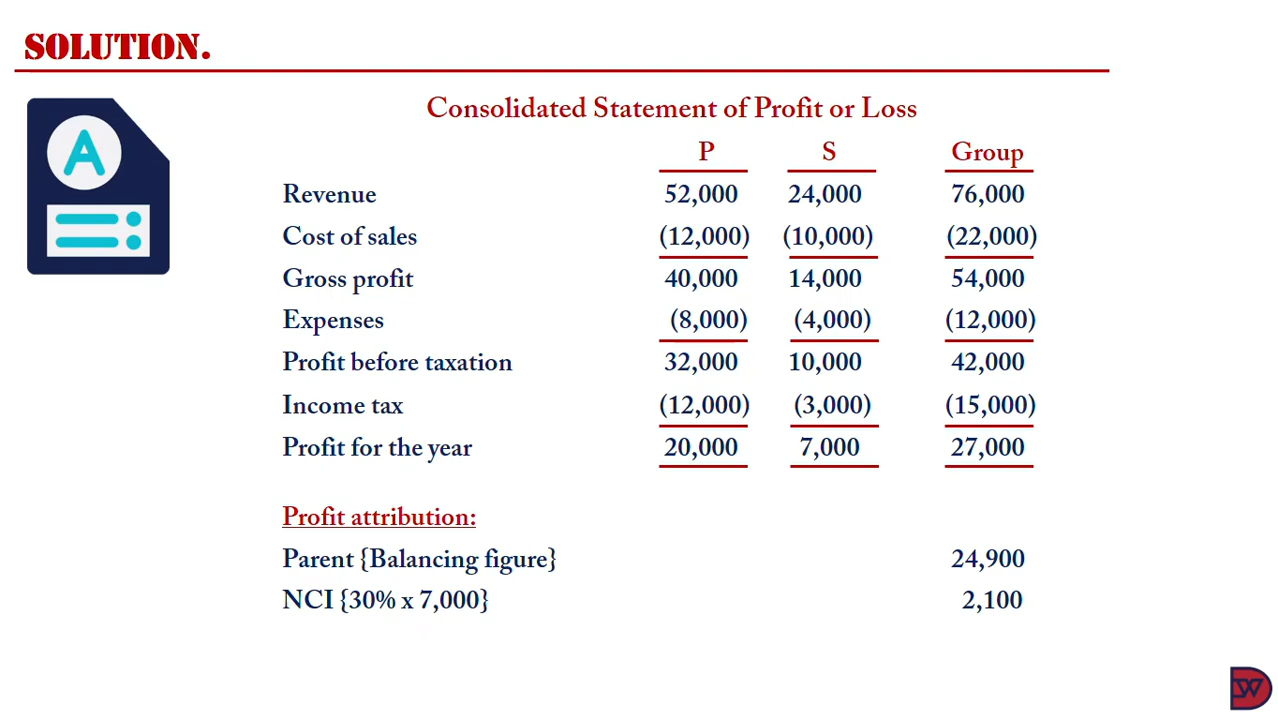 SOLUTION.
A
Consolidated Statement of Profit or Loss
P S Group
Revenue 52,000 24,000 76,000
Cost of sales (12,000) (10,000) (22,000)
Gross profit 40,000 14,000 54,000
Expenses (8,000) (4,000) (12,000)
Profit before taxation 32,000 10,000 42,000
Income tax (12,000) (3,000) (15,000)
Profit for the year 20,000 7,000 27,000
Profit attribution:
Parent {Balancing figure} 24,900
NCI {30% x 7,000} 2,100
DW